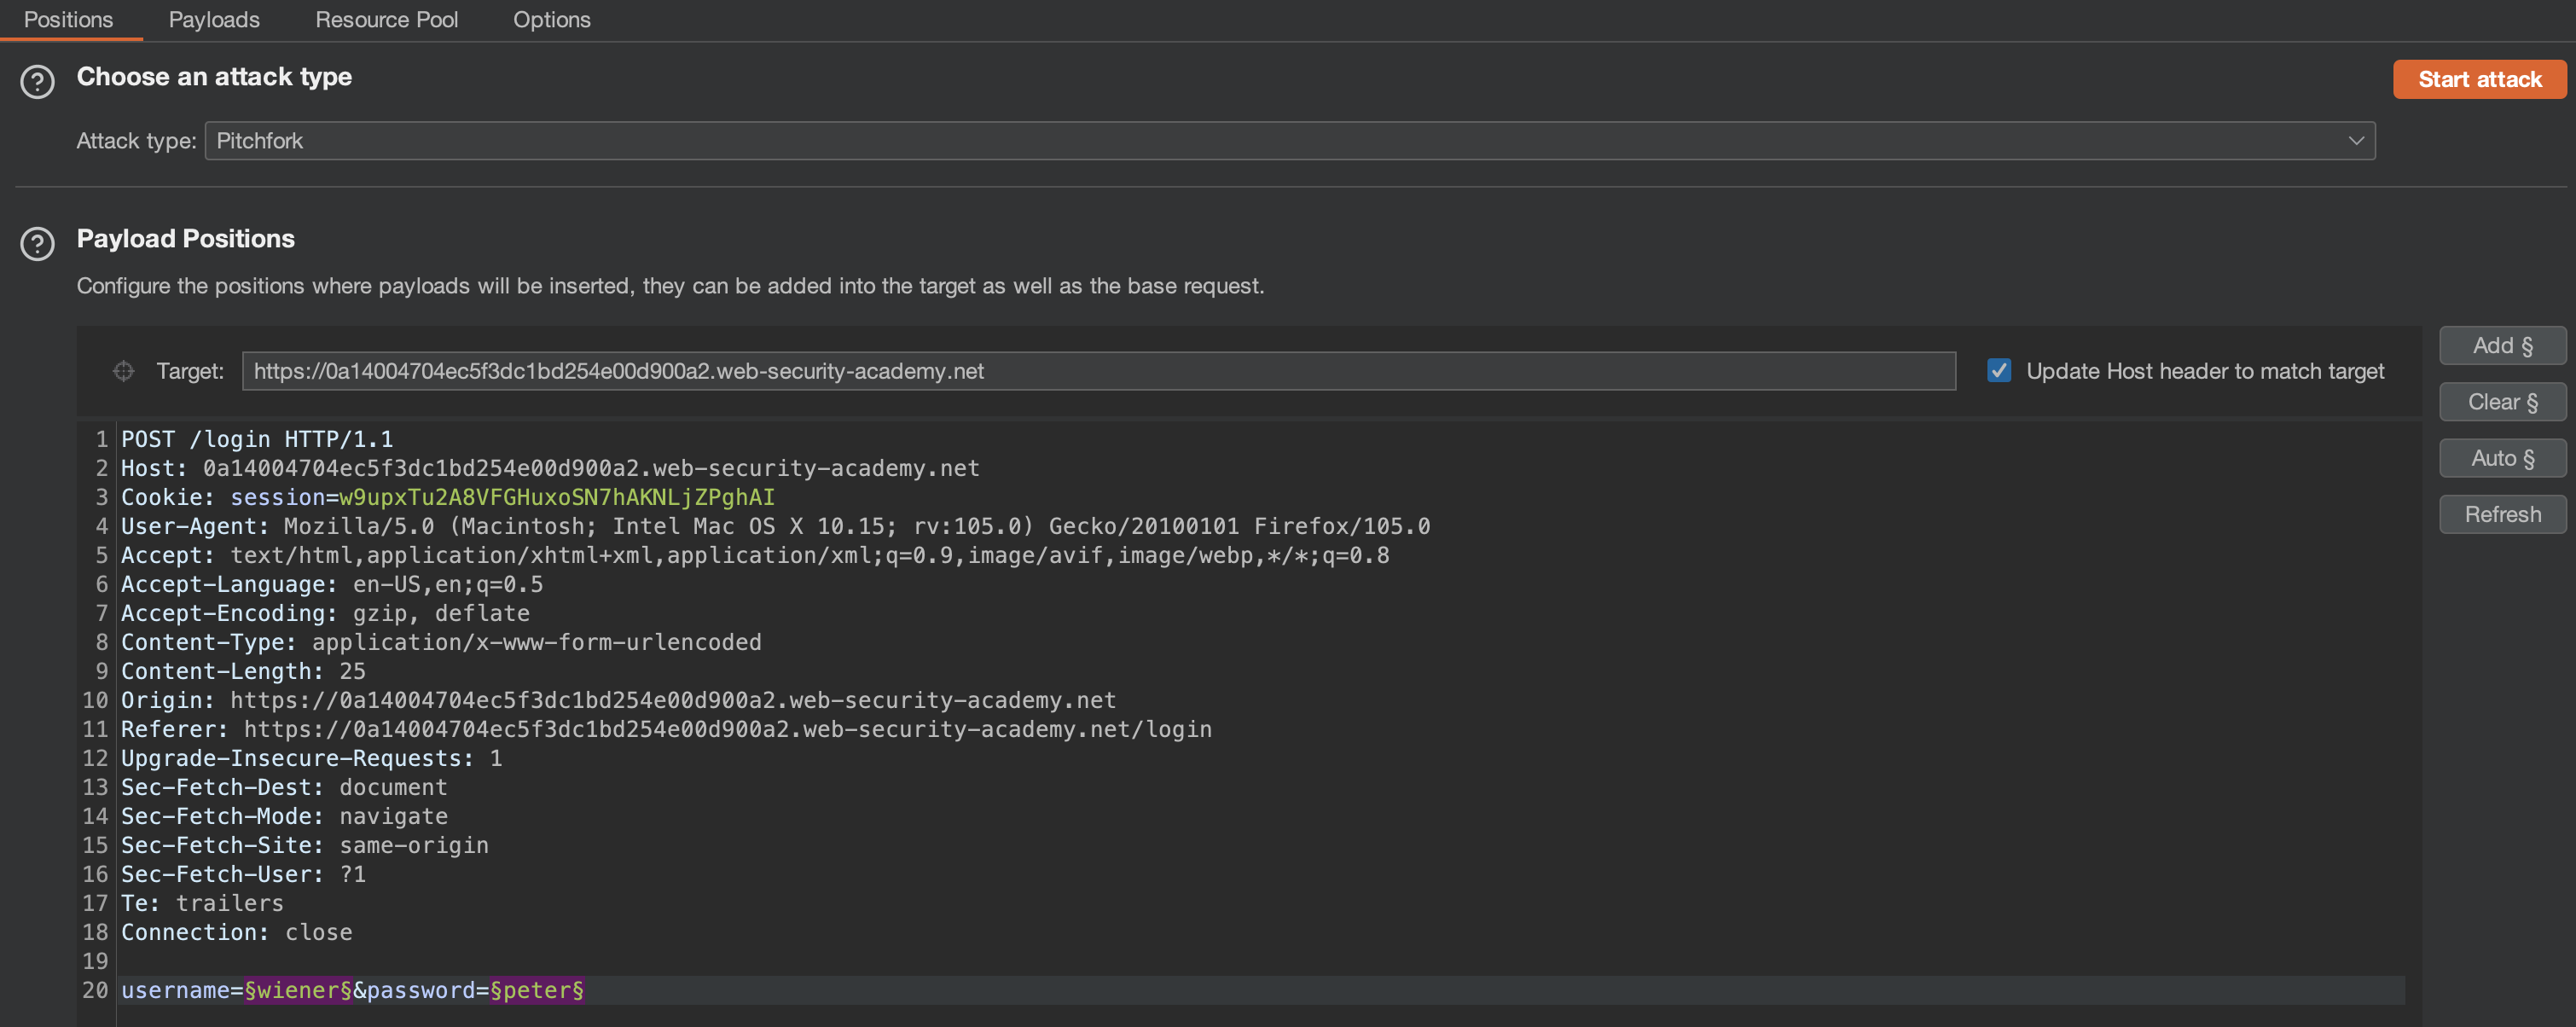 Positions Payloads Resource Pool Options
? Choose an attack type
Start attack
Attack type: Pitchfork
? Payload Positions
Configure the positions where payloads will be inserted, they can be added into the target as well as the base request.
Target: https://0a14004704ec5f3dc1bd254e00d900a2.web-security-academy.net
Update Host header to match target
Add §
Clear §
Auto §
Refresh
1 POST /login HTTP/1.1
2 Host: 0a14004704ec5f3dc1bd254e00d900a2.web-security-academy.net
3 Cookie: session=w9upxTu2A8VFGHuxoSN7hAKNLjZPghAI
4 User-Agent: Mozilla/5.0 (Macintosh; Intel Mac OS X 10.15; rv:105.0) Gecko/20100101 Firefox/105.0
5 Accept: text/html,application/xhtml+xml,application/xml;q=0.9,image/avif,image/webp,*/*;q=0.8
6 Accept-Language: en-US,en;q=0.5
7 Accept-Encoding: gzip, deflate
8 Content-Type: application/x-www-form-urlencoded
9 Content-Length: 25
10 Origin: https://0a14004704ec5f3dc1bd254e00d900a2.web-security-academy.net
11 Referer: https://0a14004704ec5f3dc1bd254e00d900a2.web-security-academy.net/login
12 Upgrade-Insecure-Requests: 1
13 Sec-Fetch-Dest: document
14 Sec-Fetch-Mode: navigate
15 Sec-Fetch-Site: same-origin
16 Sec-Fetch-User: ?1
17 Te: trailers
18 Connection: close
19
20 username=§wiener§&password=§peter§